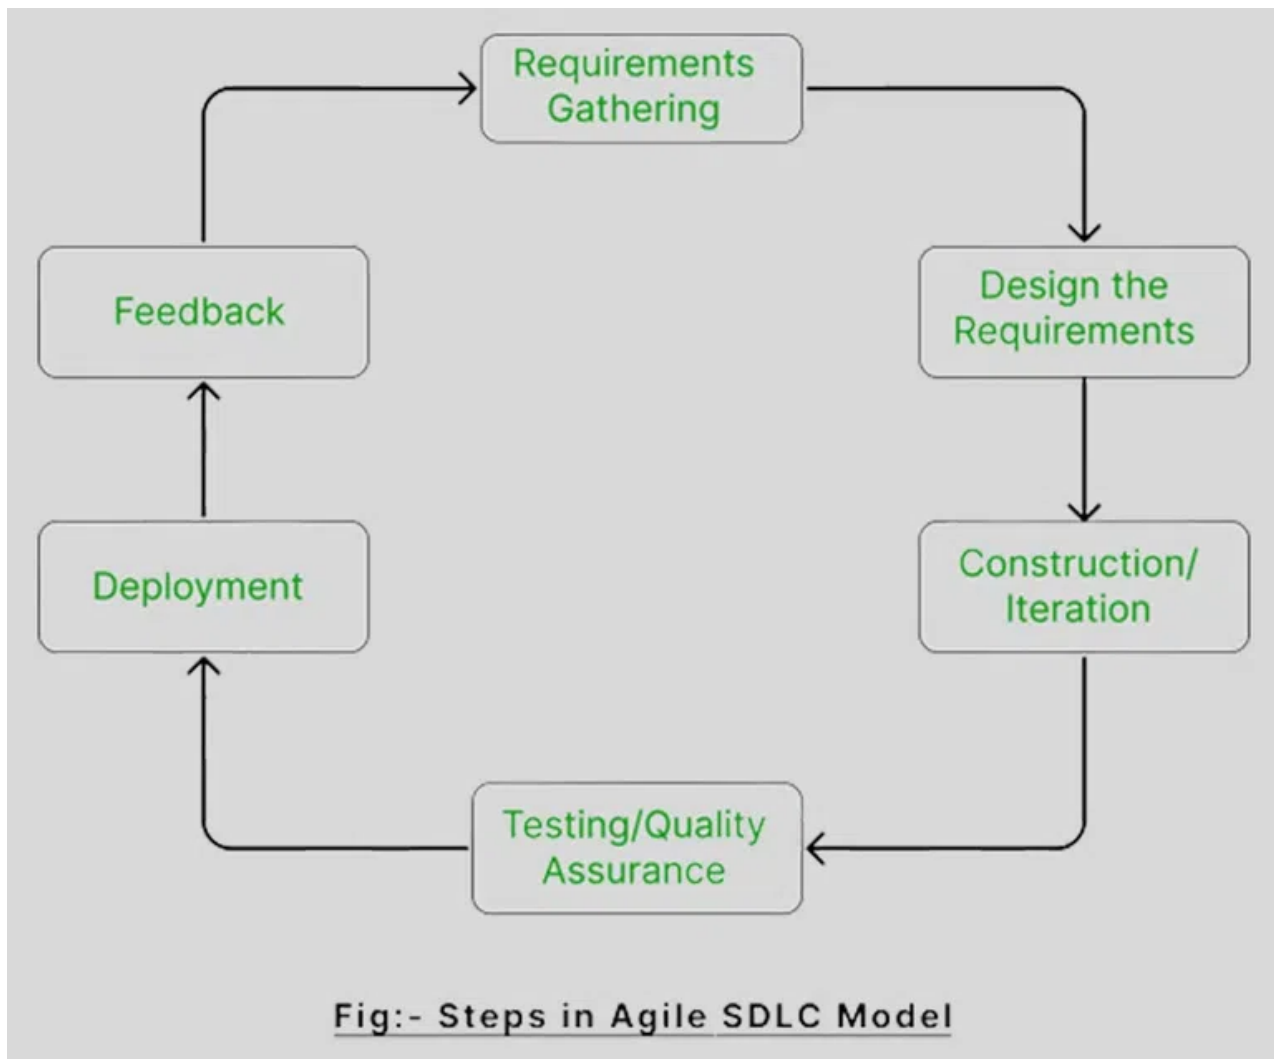 Requirements
Gathering
Design the
Requirements
Construction/
Iteration
Testing/Quality
Assurance
Deployment
Feedback
Fig:- Steps in Agile SDLC Model